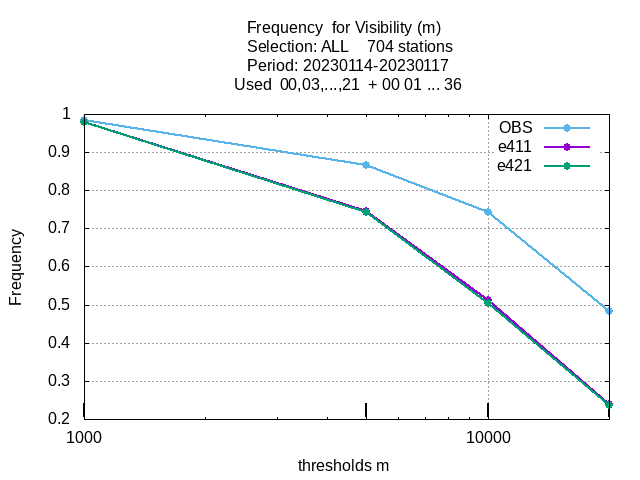 Frequency  for Visibility (m)
Selection: ALL    704 stations
Period: 20230114-20230117
Used  00,03,...,21  + 00 01 ... 36
OBS
e411
e421
1
0.9
0.8
0.7
0.6
0.5
0.4
0.3
0.2
Frequency
1000
10000
thresholds m